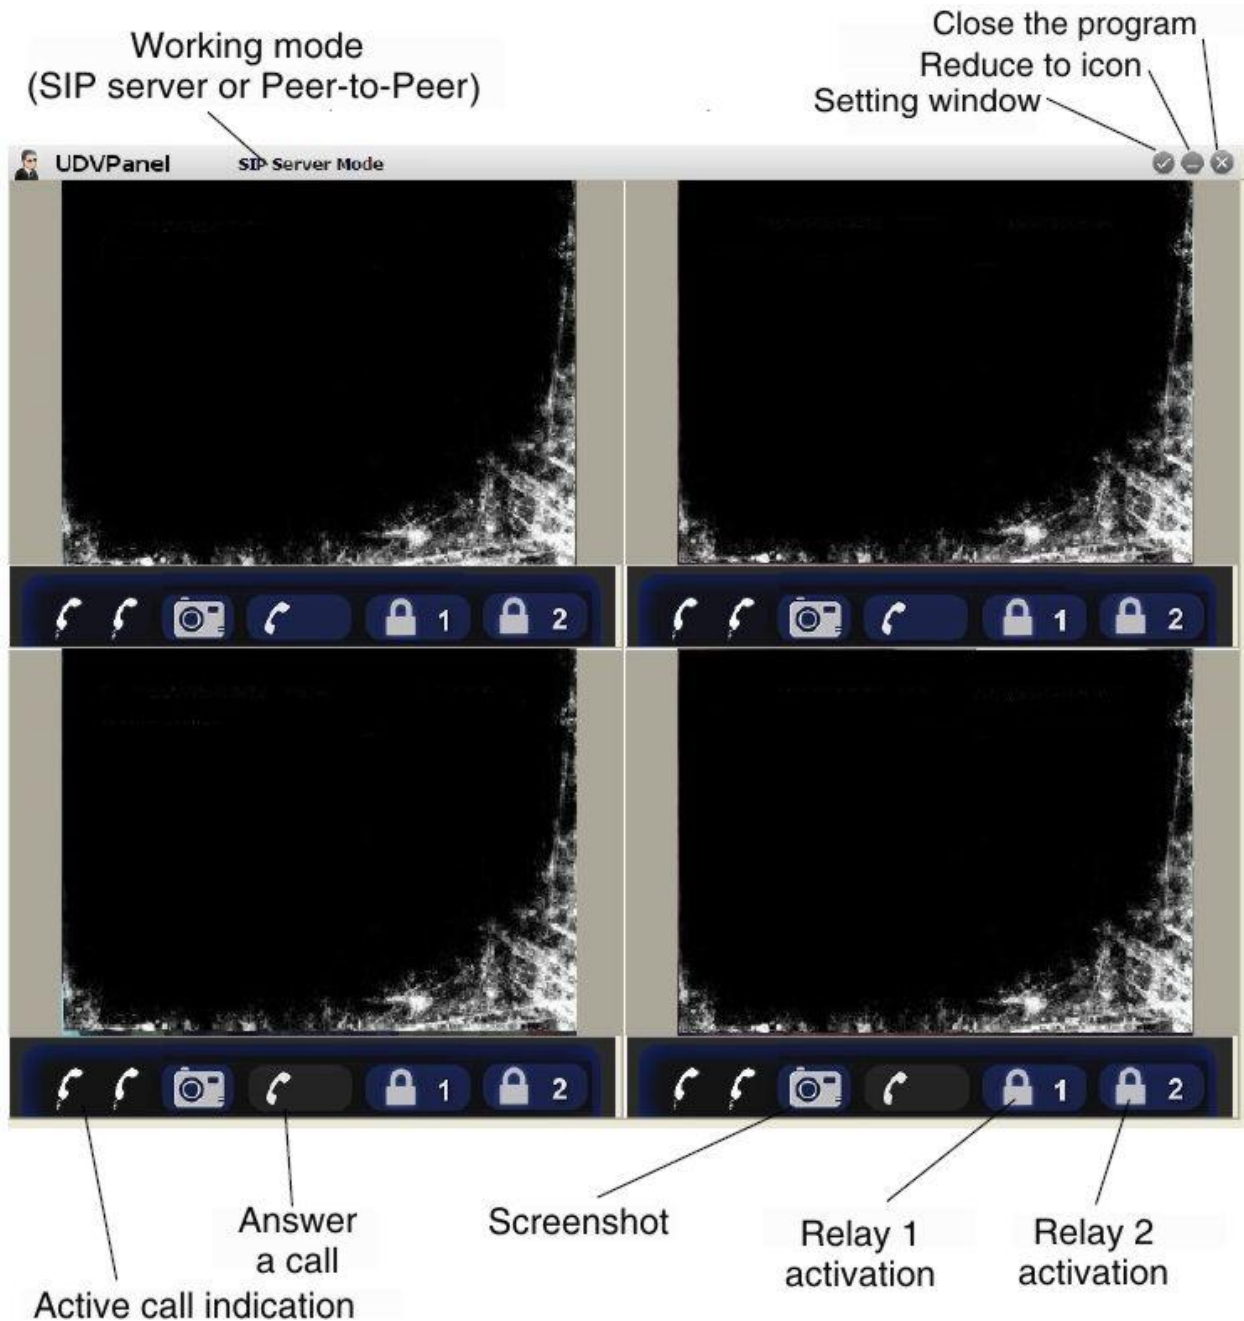 Close the program
Working mode
Reduce to icon
(SIP server or Peer-to-Peer)
Setting window
UDVPanel SIP Server Mode
1 2 1 2
1 2 1 2
Answer
a call
Screenshot
Relay 1
activation
Relay 2
activation
Active call indication